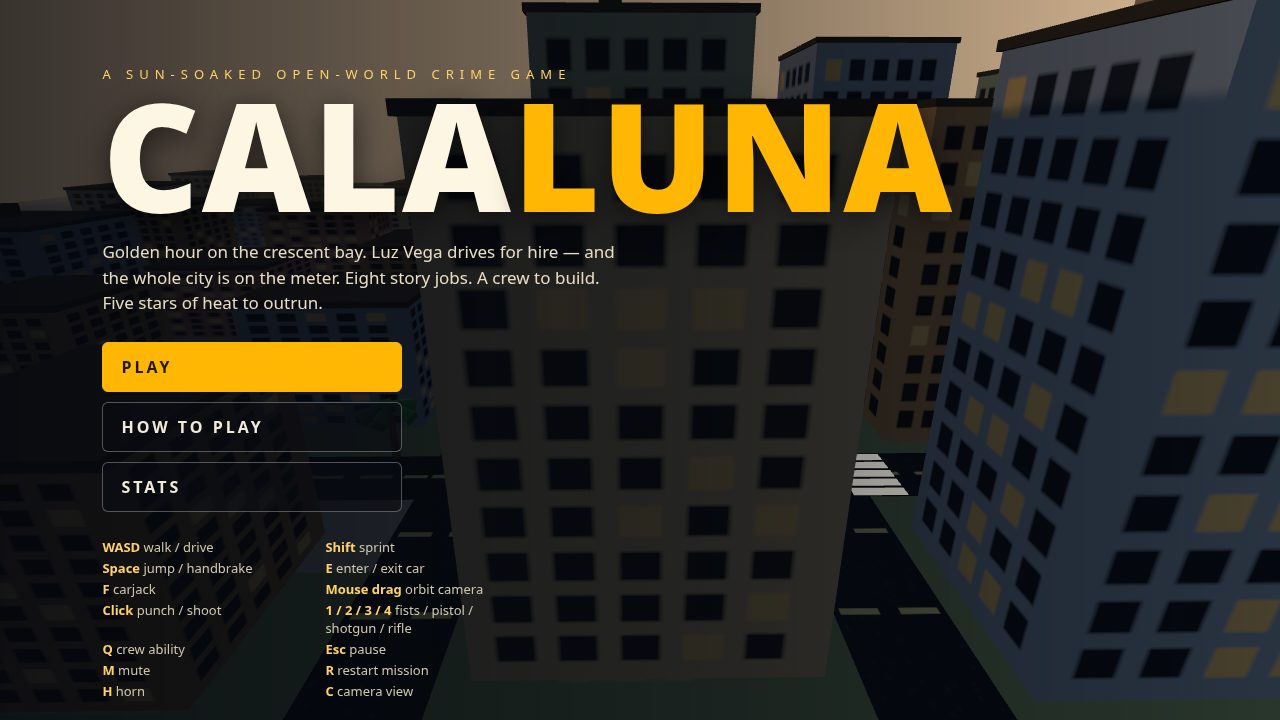 A SUN-SOAKED OPEN-WORLD CRIME GAME
CALALUNA
Golden hour on the crescent bay. Luz Vega drives for hire — and
the whole city is on the meter. Eight story jobs. A crew to build.
Five stars of heat to outrun.
PLAY
HOW TO PLAY
STATS
WASD walk / drive
Shift sprint
Space jump / handbrake
E enter / exit car
F carjack
Mouse drag orbit camera
Click punch / shoot
1 / 2 / 3 / 4 fists / pistol /
shotgun / rifle
Q crew ability
Esc pause
M mute
R restart mission
H horn
C camera view